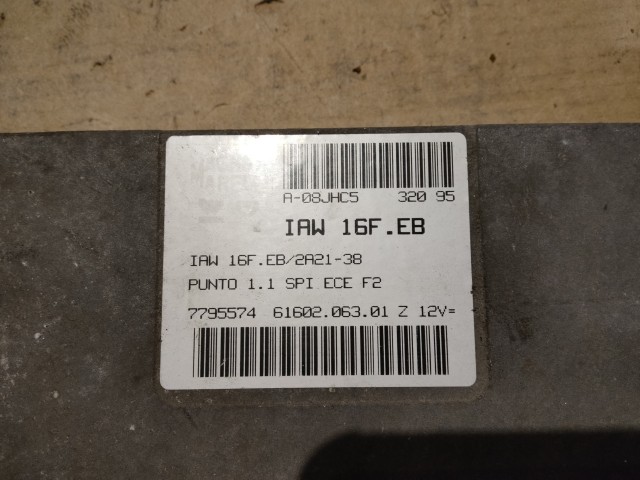 A-08JHC5 320 95
IAW 16F.EB
IAW 16F.EB/2A21-38
PUNTO 1.1 SPI ECE F2
7795574 61602.063.01 Z 12V=